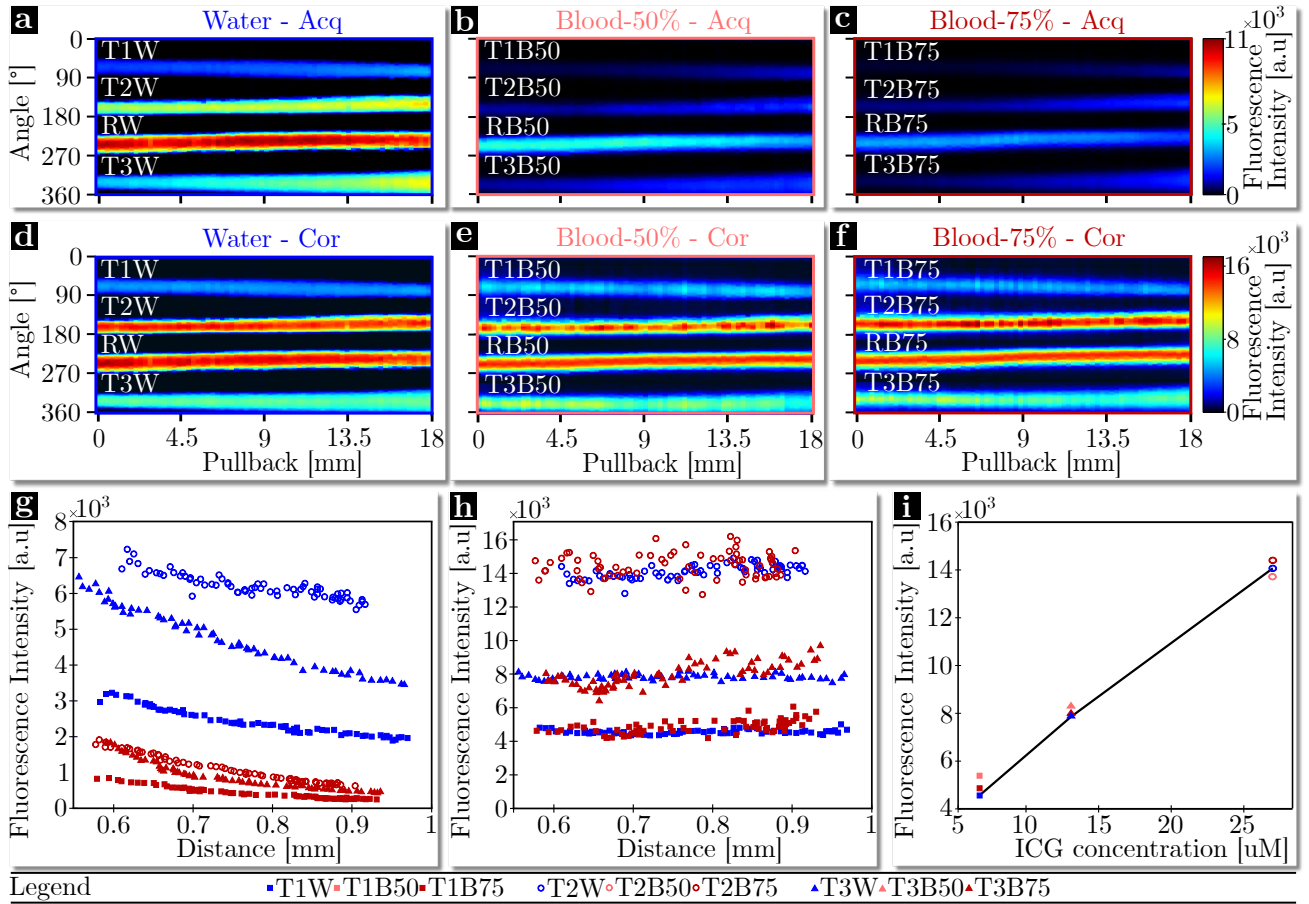 a Water - Acq
b Blood-50% - Acq
c Blood-75% - Acq
×10³
Angle [°]
0
90
180
270
360
T1W
T2W
RW
T3W
T1B50
T2B50
RB50
T3B50
T1B75
T2B75
RB75
T3B75
11
5
0
Fluorescence
Intensity [a.u]
d Water - Cor
e Blood-50% - Cor
f Blood-75% - Cor
×10³
Angle [°]
0
90
180
270
360
T1W
T2W
RW
T3W
T1B50
T2B50
RB50
T3B50
T1B75
T2B75
RB75
T3B75
16
8
0
Fluorescence
Intensity [a.u]
0 4.5 9 13.5 18
Pullback [mm]
0 4.5 9 13.5 18
Pullback [mm]
0 4.5 9 13.5 18
Pullback [mm]
g
×10³
Fluorescence Intensity [a.u]
8
7
6
5
4
3
2
1
0
0.6 0.7 0.8 0.9 1
Distance [mm]
h
×10³
Fluorescence Intensity [a.u]
16
14
12
10
8
6
4
2
0
0.6 0.7 0.8 0.9 1
Distance [mm]
i
×10³
Fluorescence Intensity [a.u]
16
14
12
10
8
6
4
5 10 15 20 25
ICG concentration [uM]
Legend T1W T1B50 T1B75 T2W T2B50 T2B75 T3W T3B50 T3B75